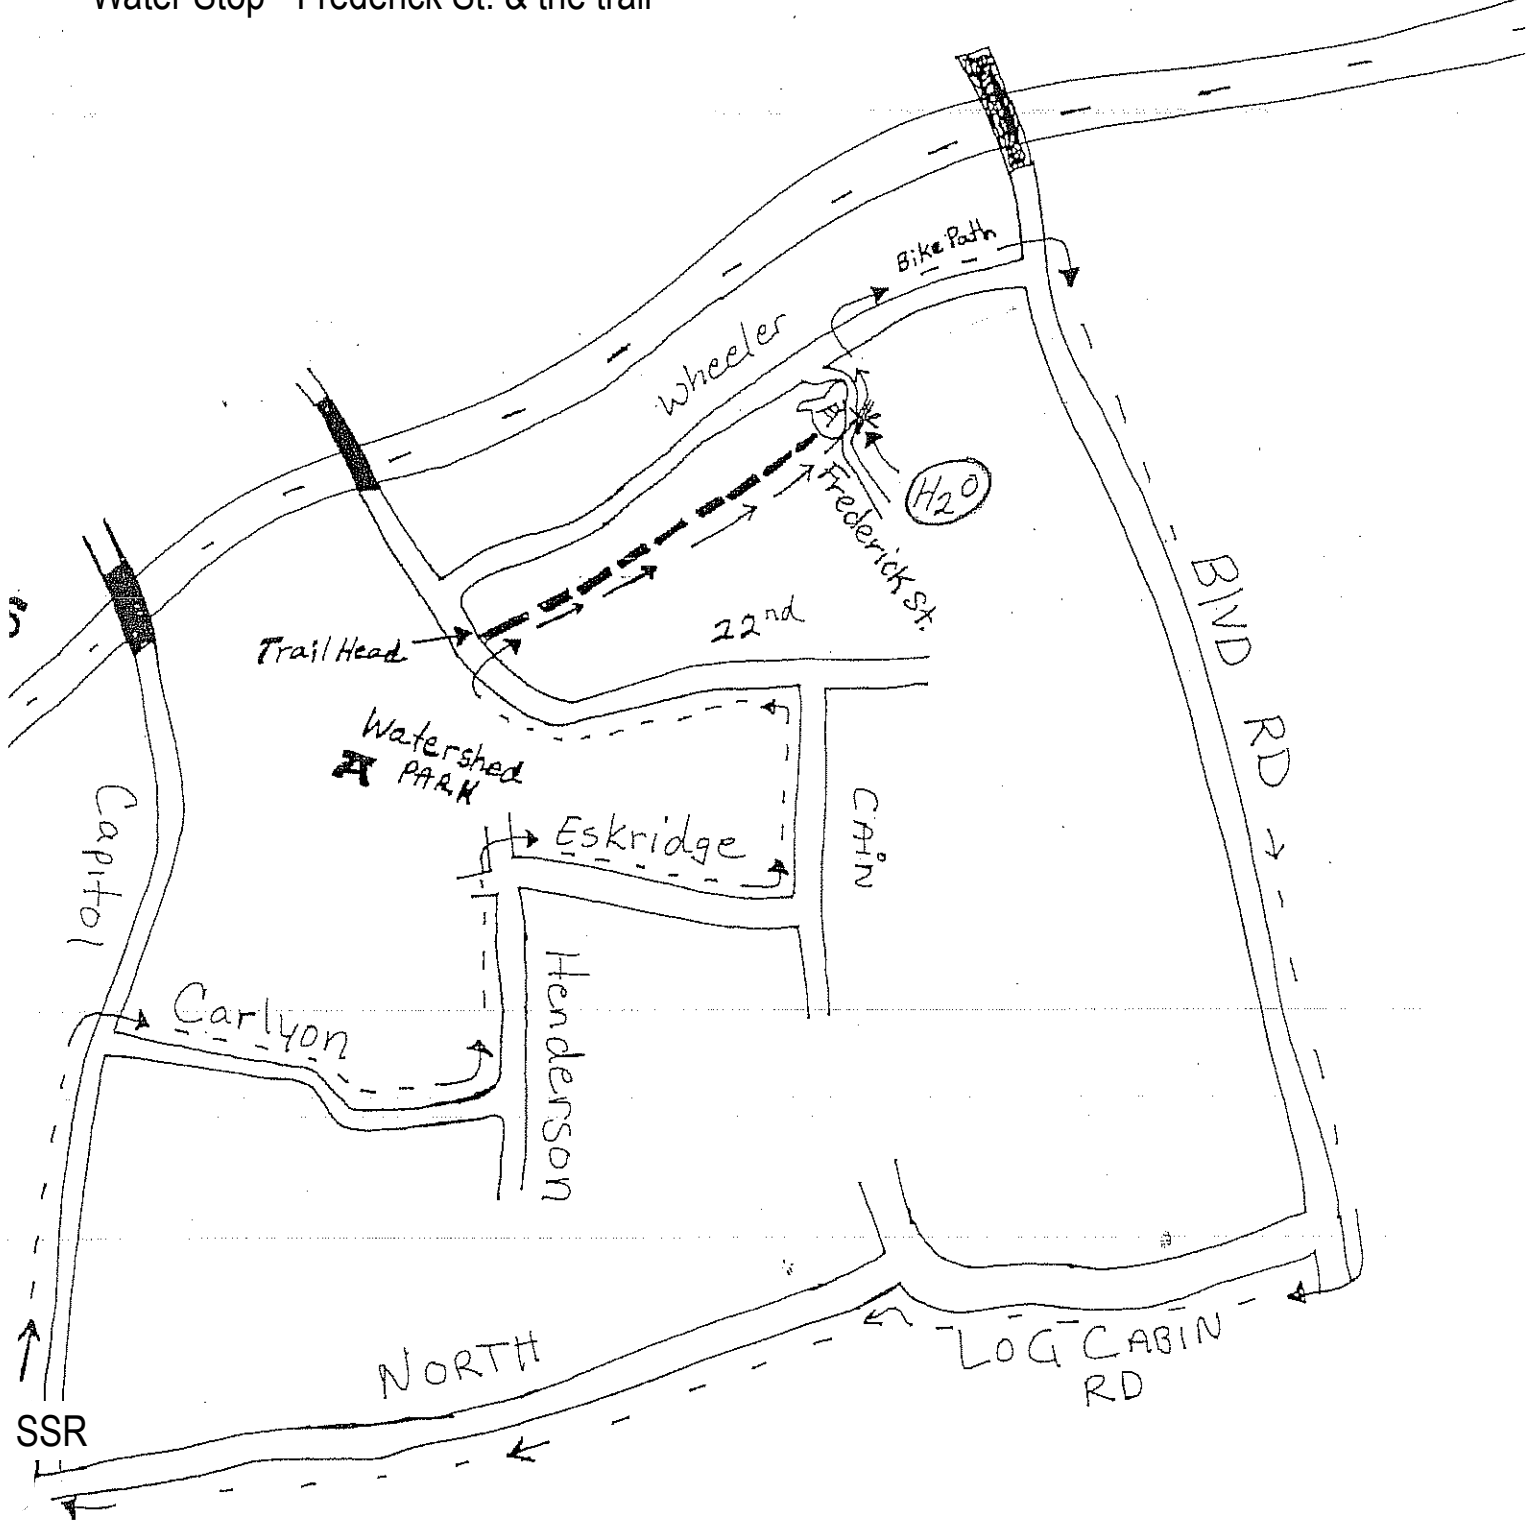 Water Stop - Frederick St. & the trail
Bike Path
Wheeler
H2O
Frederick St.
BLVD RD
22nd
Trail Head
Watershed
PARK
Eskridge
CAIN
Capitol
Carlyon
Henderson
NORTH
LOG CABIN
RD
SSR